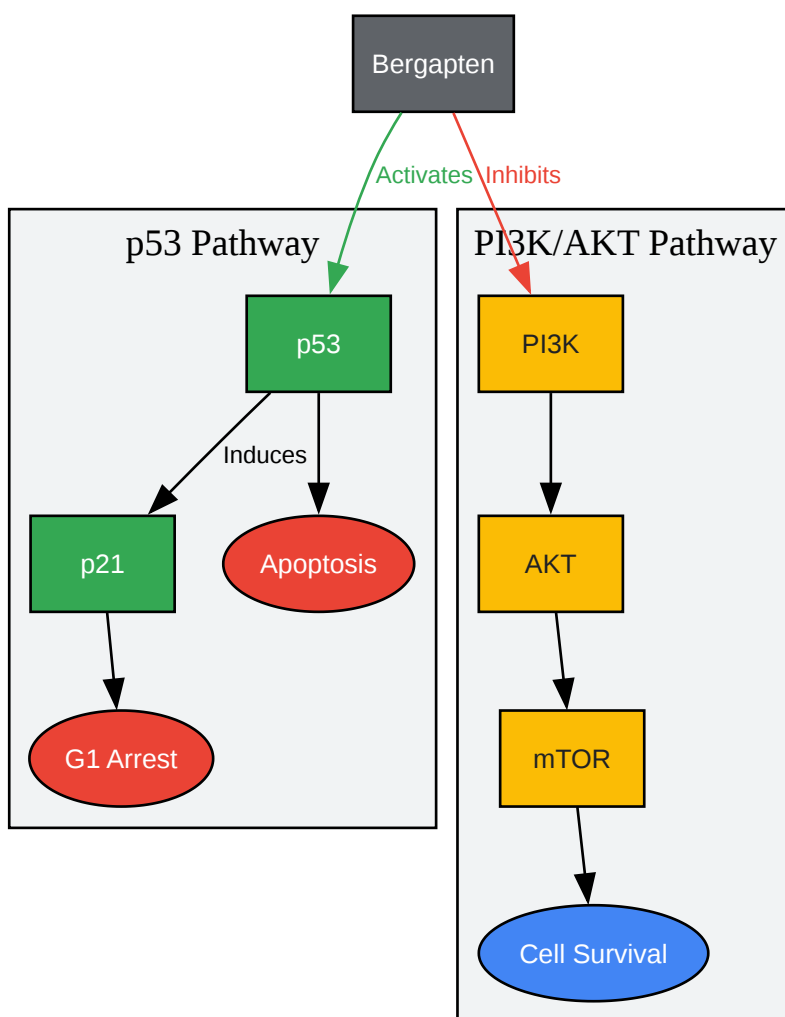 Bergapten
Activates
Inhibits
p53 Pathway
PI3K/AKT Pathway
p53
PI3K
Induces
p21
Apoptosis
AKT
G1 Arrest
mTOR
Cell Survival